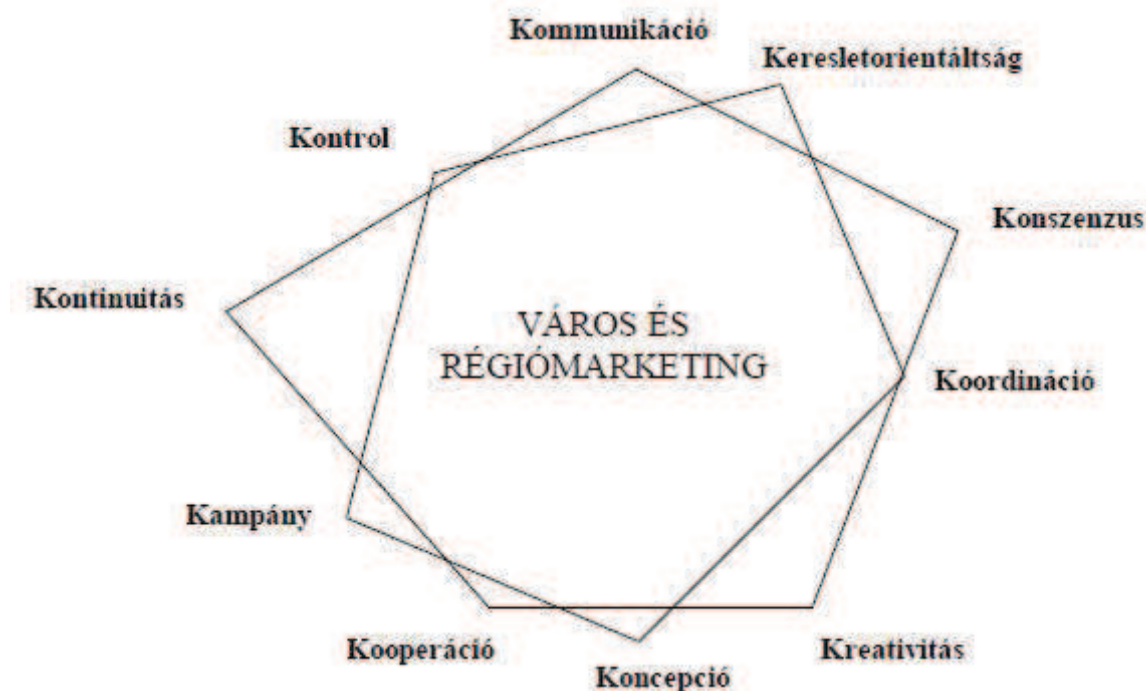 Kommunikáció
Keresletorientáltság
Kontrol
Konszenzus
Kontinuitás
VÁROS ÉS
RÉGIÓMARKETING
Koordináció
Kampány
Kooperáció
Koncepció
Kreativitás